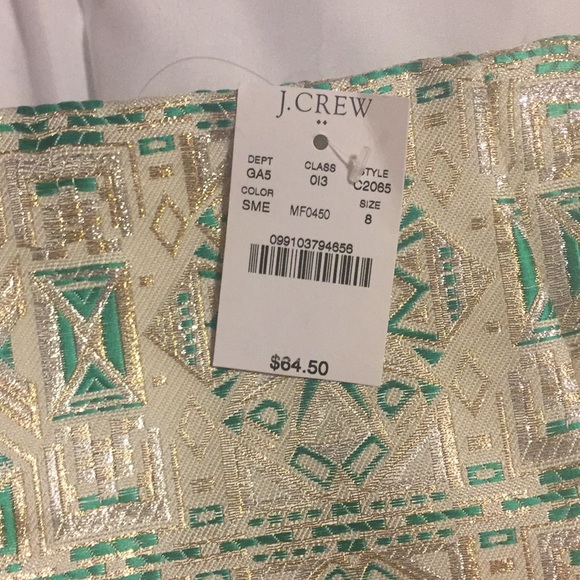 J.CREW
DEPT CLASS STYLE
GA5 013 C2065
COLOR SIZE
SME MF0450 8
099103794656
$64.50